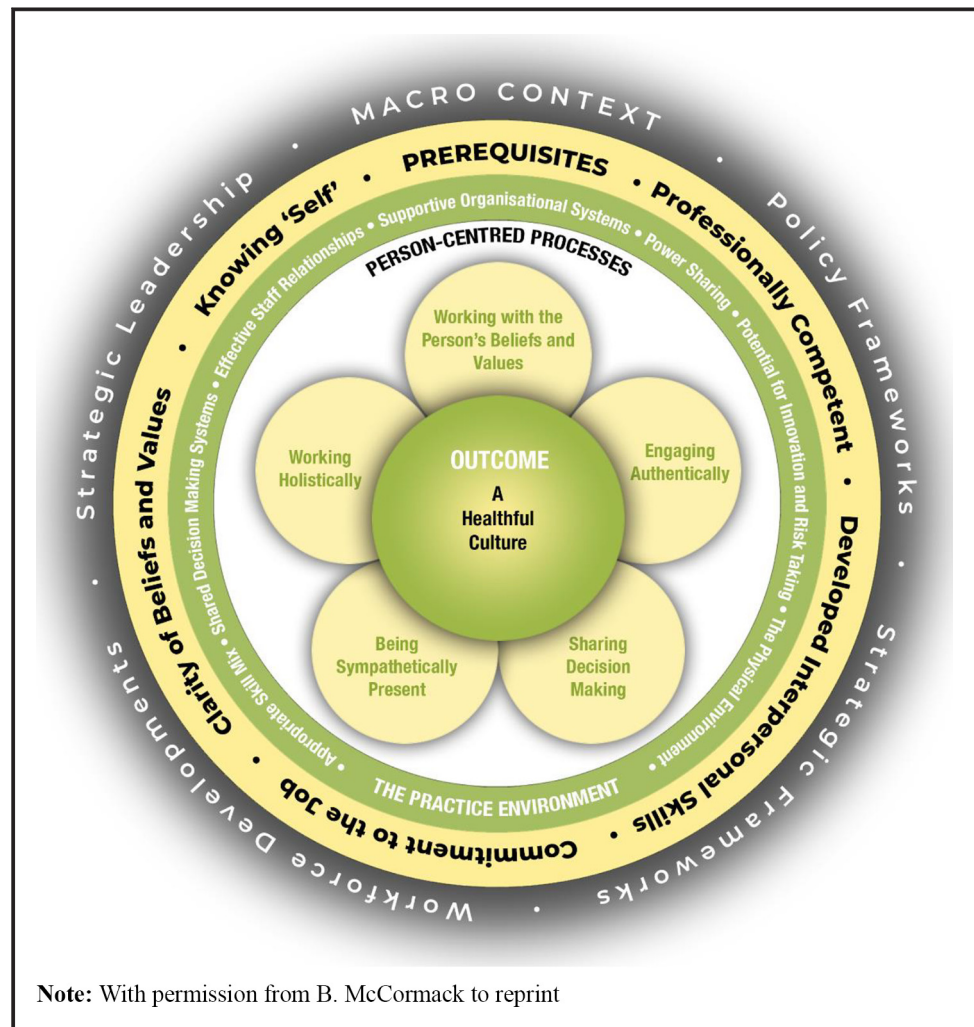 MACRO CONTEXT • Policy Frameworks • Strategic Frameworks • Workforce Developments • Strategic Leadership •
PREREQUISITES • Professionally Competent • Developed Interpersonal Skills • Commitment to the Job • Clarity of Beliefs and Values • Knowing ‘Self’ •
THE PRACTICE ENVIRONMENT • Appropriate Skill Mix • Shared Decision Making Systems • Effective Staff Relationships • Supportive Organisational Systems • Power Sharing • Potential for Innovation and Risk Taking • The Physical Environment •
PERSON-CENTRED PROCESSES
Working with the
Person’s Beliefs and
Values
Engaging
Authentically
Sharing
Decision
Making
Being
Sympathetically
Present
Working
Holistically
OUTCOME
A
Healthful
Culture
Note: With permission from B. McCormack to reprint